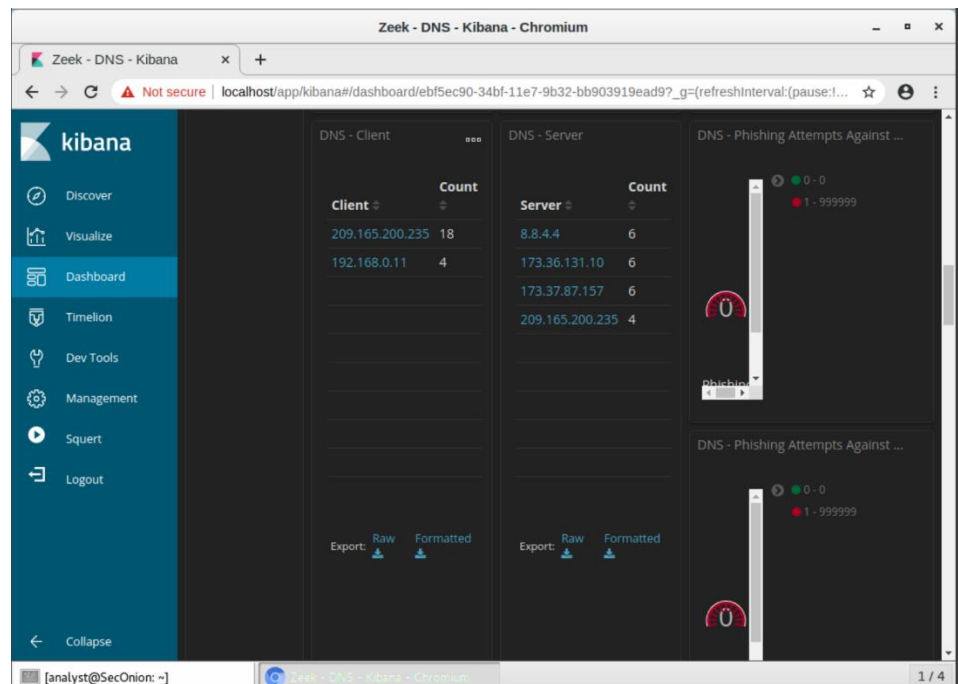 Zeek - DNS - Kibana - Chromium
Zeek - DNS - Kibana
Not secure | localhost/app/kibana#/dashboard/ebf5ec90-34bf-11e7-9b32-bb903919ead9?_g=(refreshInterval:(pause:!...
kibana
Discover
Visualize
Dashboard
Timelion
Dev Tools
Management
Squert
Logout
Collapse
DNS - Client
Client Count
209.165.200.235 18
192.168.0.11 4
Export: Raw Formatted
DNS - Server
Server Count
8.8.4.4 6
173.36.131.10 6
173.37.87.157 6
209.165.200.235 4
Export: Raw Formatted
DNS - Phishing Attempts Against ...
0 - 0
1 - 999999
0
Phishing
DNS - Phishing Attempts Against ...
0 - 0
1 - 999999
0
[analyst@SecOnion: ~]
Zeek - DNS - Kibana - Chromium
1 / 4